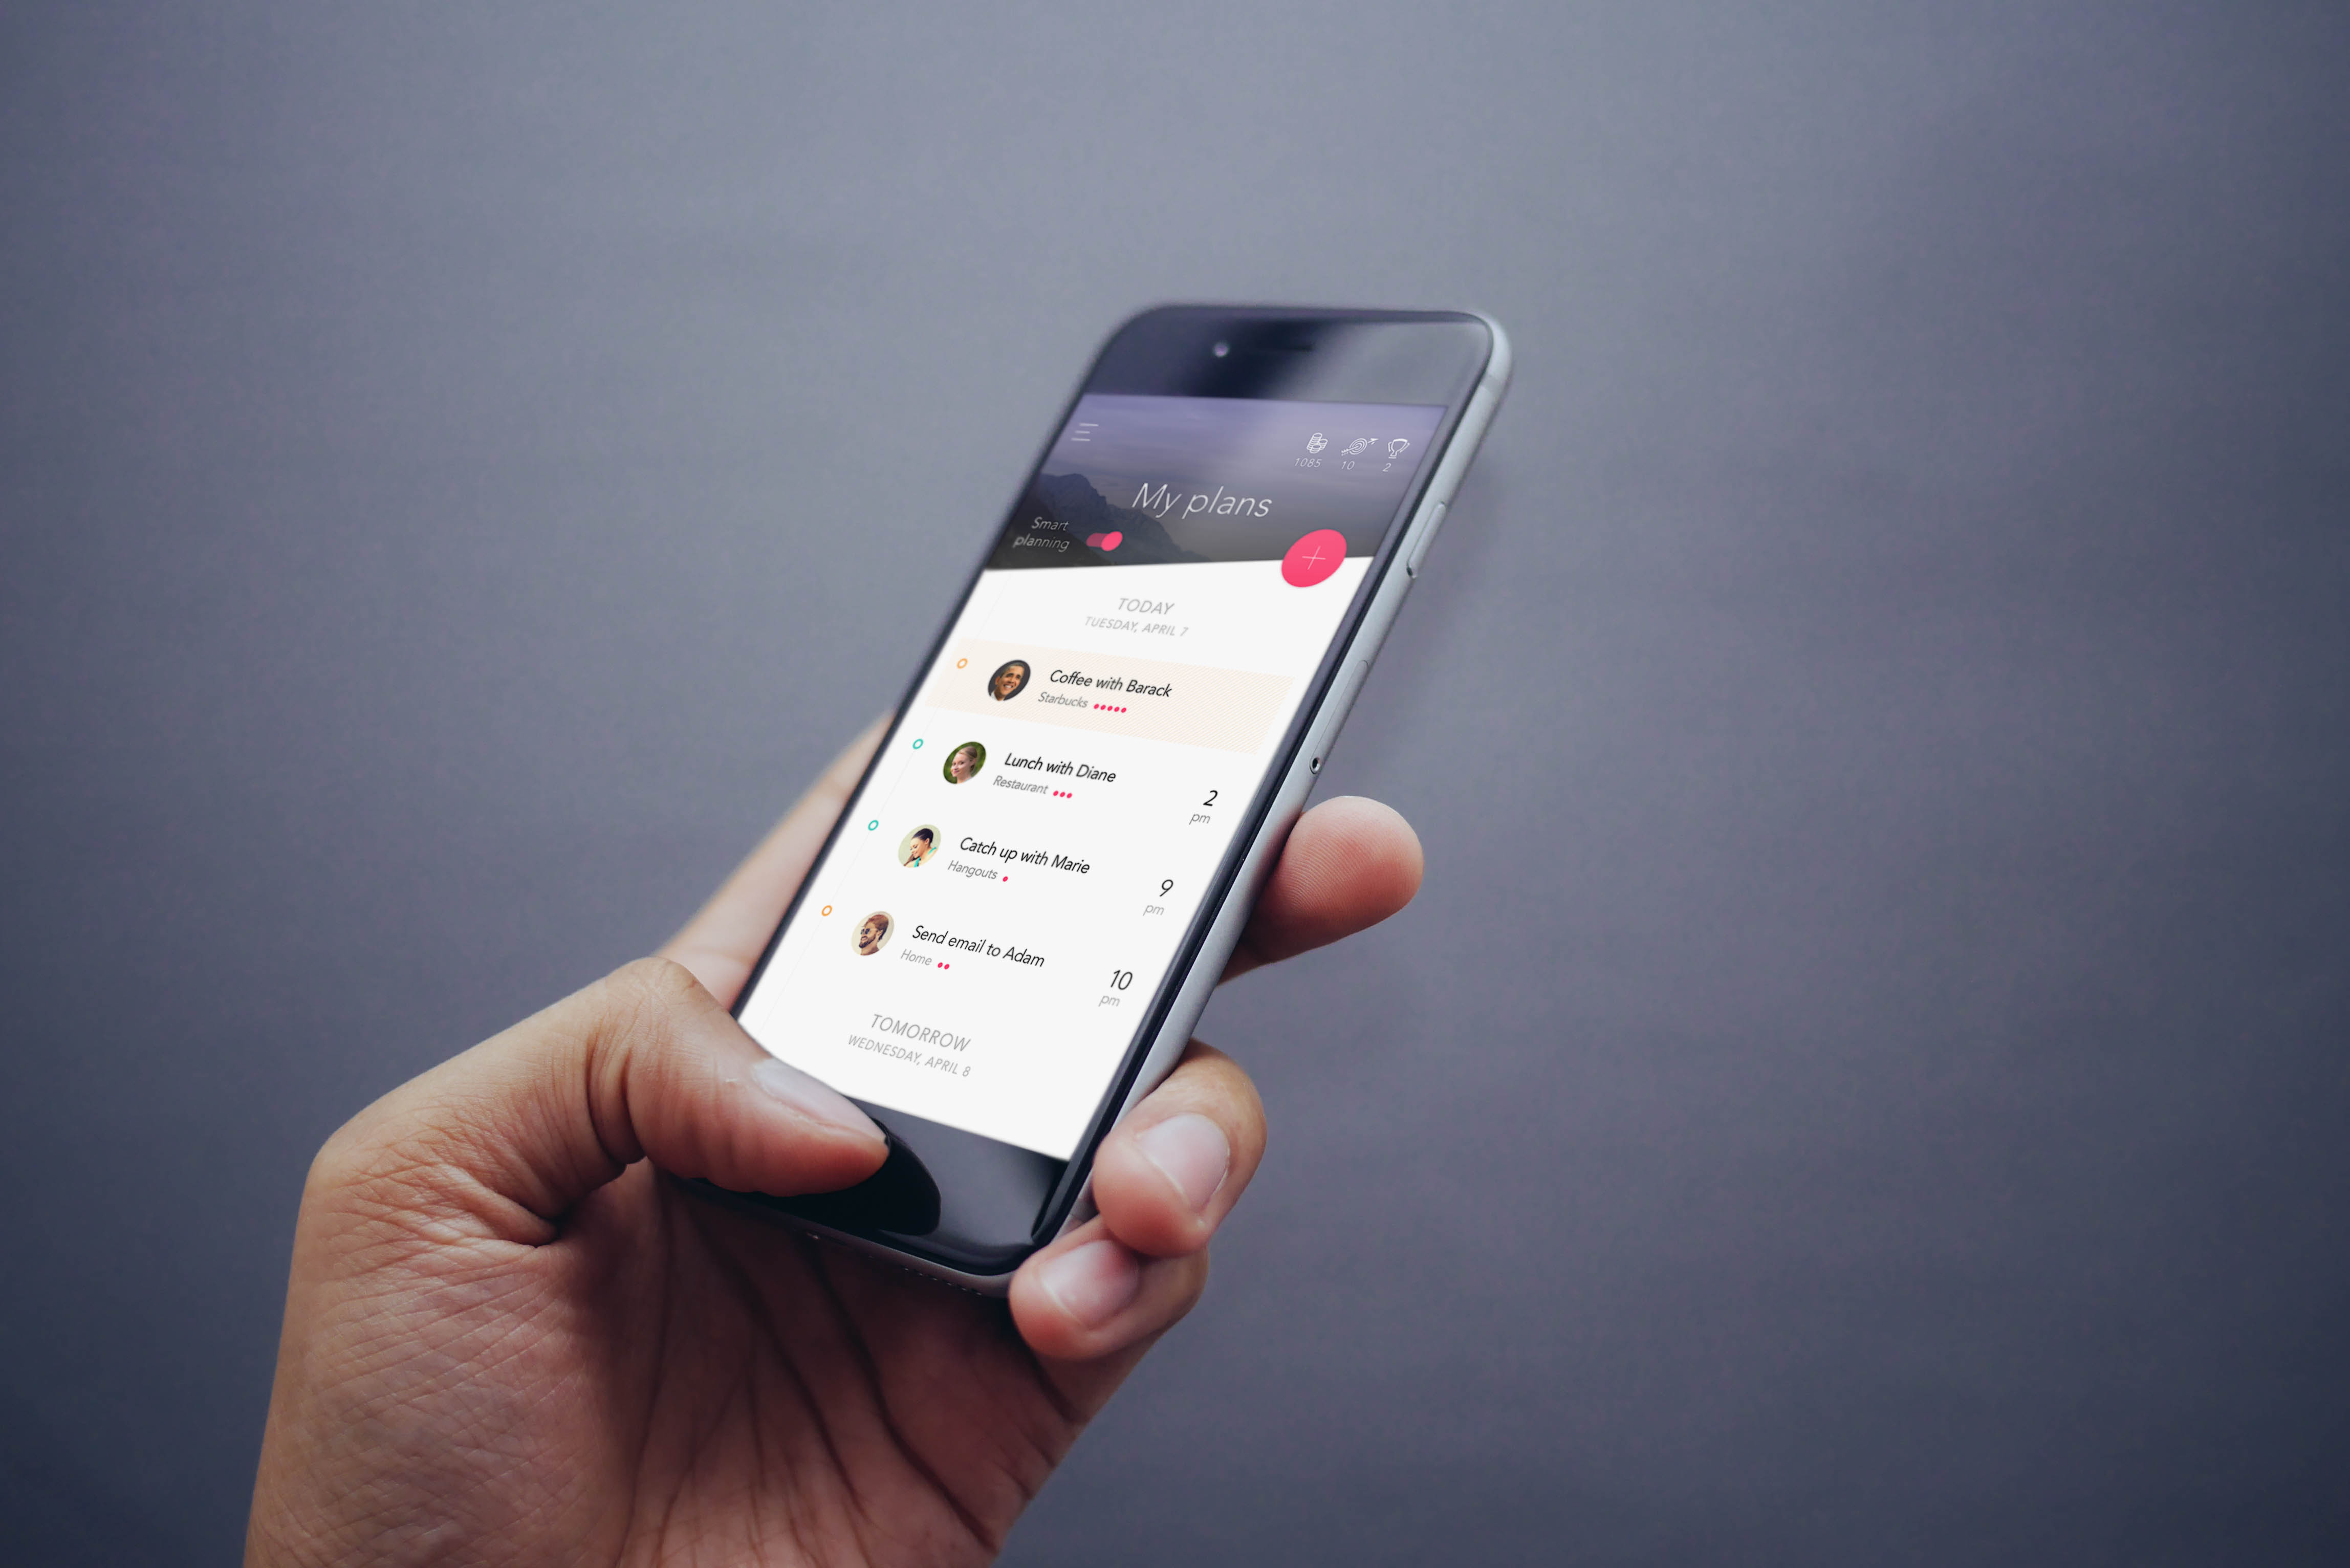 1085 10 2
My plans
Smart
planning
TODAY
TUESDAY, APRIL 7
Coffee with Barack
Starbucks
Lunch with Diane
Restaurant
2
pm
Catch up with Marie
Hangouts
9
pm
Send email to Adam
Home
10
pm
TOMORROW
WEDNESDAY, APRIL 8